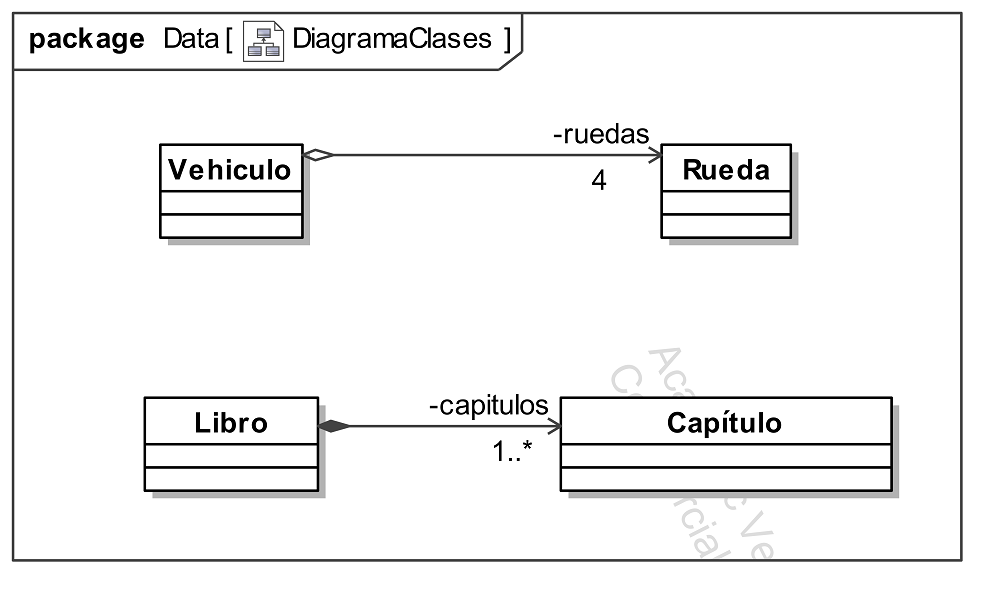 package Data [ DiagramaClases ]
-ruedas
Vehiculo
Rueda
4
-capitulos
Libro
Capítulo
1..*